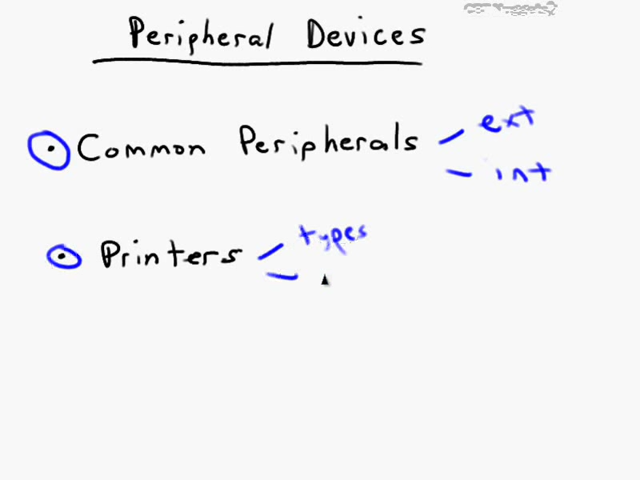 Peripheral Devices
Common Peripherals - ext
- int
Printers - types
-